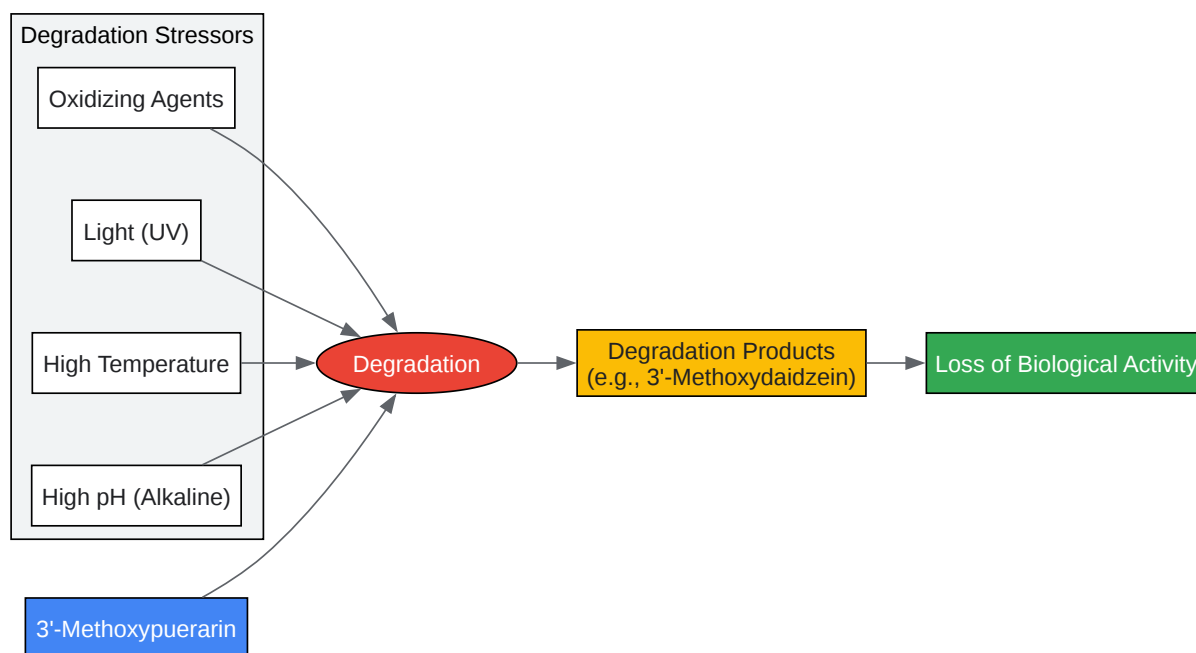 Degradation Stressors
Oxidizing Agents
Light (UV)
High Temperature
High pH (Alkaline)
3'-Methoxypuerarin
Degradation
Degradation Products
(e.g., 3'-Methoxydaidzein)
Loss of Biological Activity